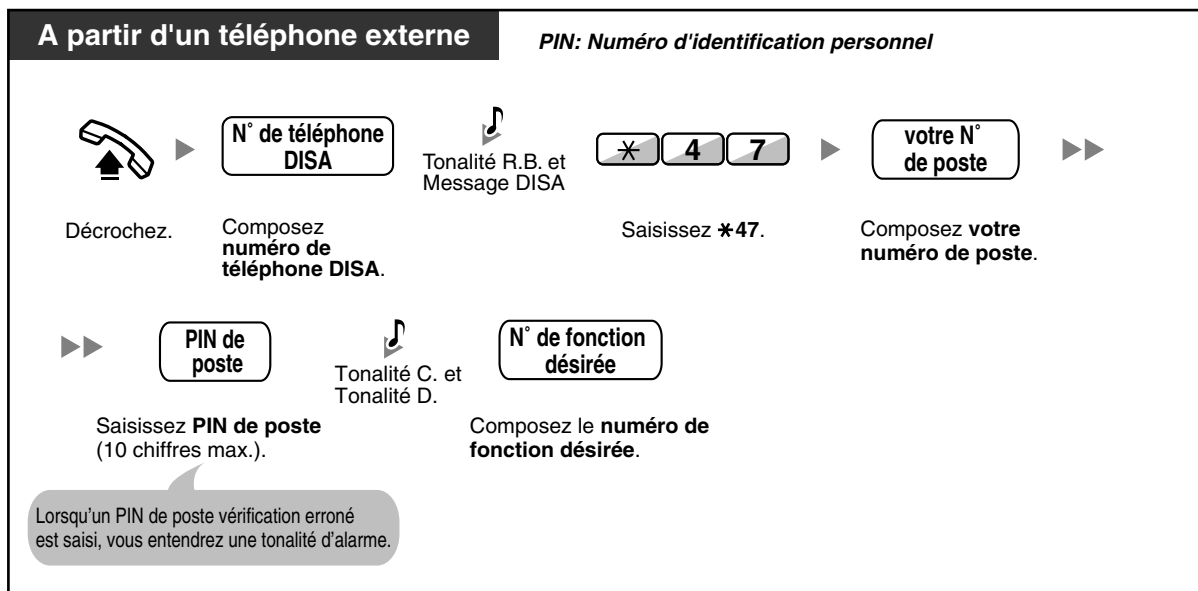 A partir d'un téléphone externe
PIN: Numéro d'identification personnel
N° de téléphone
DISA
Tonalité R.B. et
Message DISA
* 4 7
votre N°
de poste
Décrochez.
Composez
numéro de
téléphone DISA.
Saisissez *47.
Composez votre
numéro de poste.
PIN de
poste
Tonalité C. et
Tonalité D.
N° de fonction
désirée
Saisissez PIN de poste
(10 chiffres max.).
Composez le numéro de
fonction désirée.
Lorsqu'un PIN de poste vérification erroné
est saisi, vous entendrez une tonalité d'alarme.